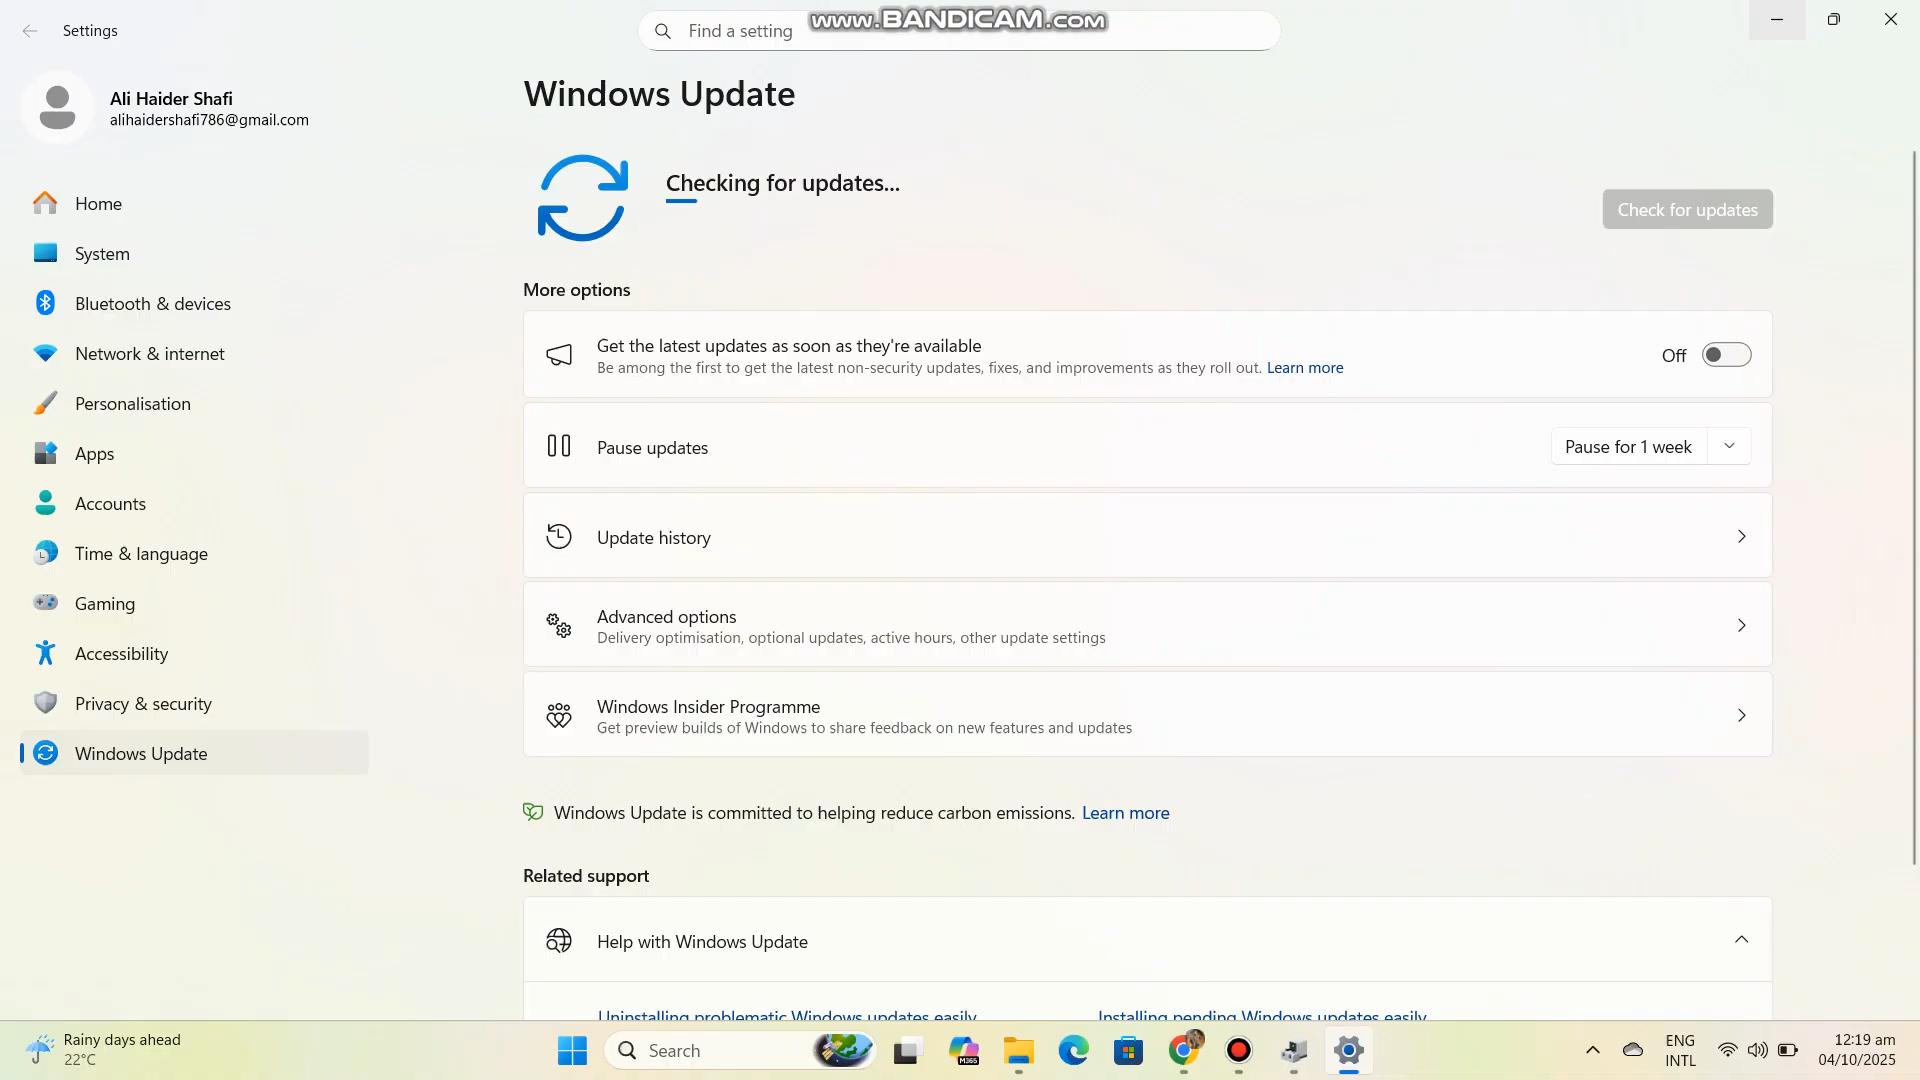 Settings
Find a setting
www.BANDICAM.com
Ali Haider Shafi
alihaidershafi786@gmail.com
Home
System
Bluetooth & devices
Network & internet
Personalisation
Apps
Accounts
Time & language
Gaming
Accessibility
Privacy & security
Windows Update
Windows Update
Checking for updates...
Check for updates
More options
Get the latest updates as soon as they're available
Be among the first to get the latest non-security updates, fixes, and improvements as they roll out. Learn more
Off
Pause updates
Pause for 1 week
Update history
Advanced options
Delivery optimisation, optional updates, active hours, other update settings
Windows Insider Programme
Get preview builds of Windows to share feedback on new features and updates
Windows Update is committed to helping reduce carbon emissions. Learn more
Related support
Help with Windows Update
Uninstalling problematic Windows updates easily
Installing pending Windows updates easily
Rainy days ahead
22°C
Search
M365
ENG
INTL
12:19 am
04/10/2025